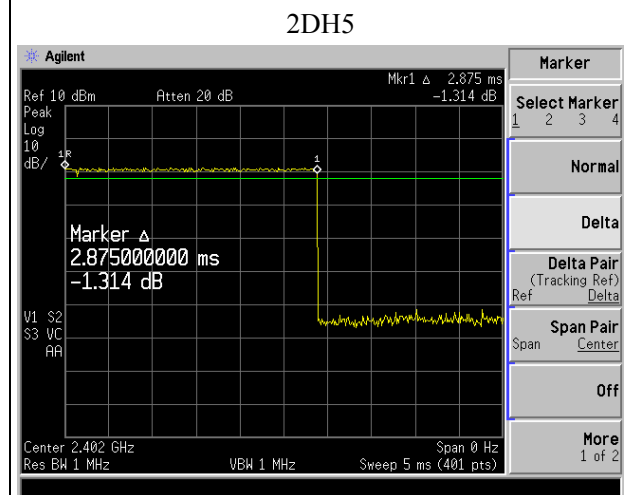 2DH5
Agilent
Marker
Mkr1 Δ 2.875 ms
Ref 10 dBm Atten 20 dB -1.314 dB
Peak
Log
10
dB/
1R
1
Marker Δ
2.875000000 ms
-1.314 dB
V1 S2
S3 VC
AA
Center 2.402 GHz Span 0 Hz
Res BW 1 MHz VBW 1 MHz Sweep 5 ms (401 pts)
Select Marker
1 2 3 4
Normal
Delta
Delta Pair
(Tracking Ref)
Ref Delta
Span Pair
Span Center
Off
More
1 of 2